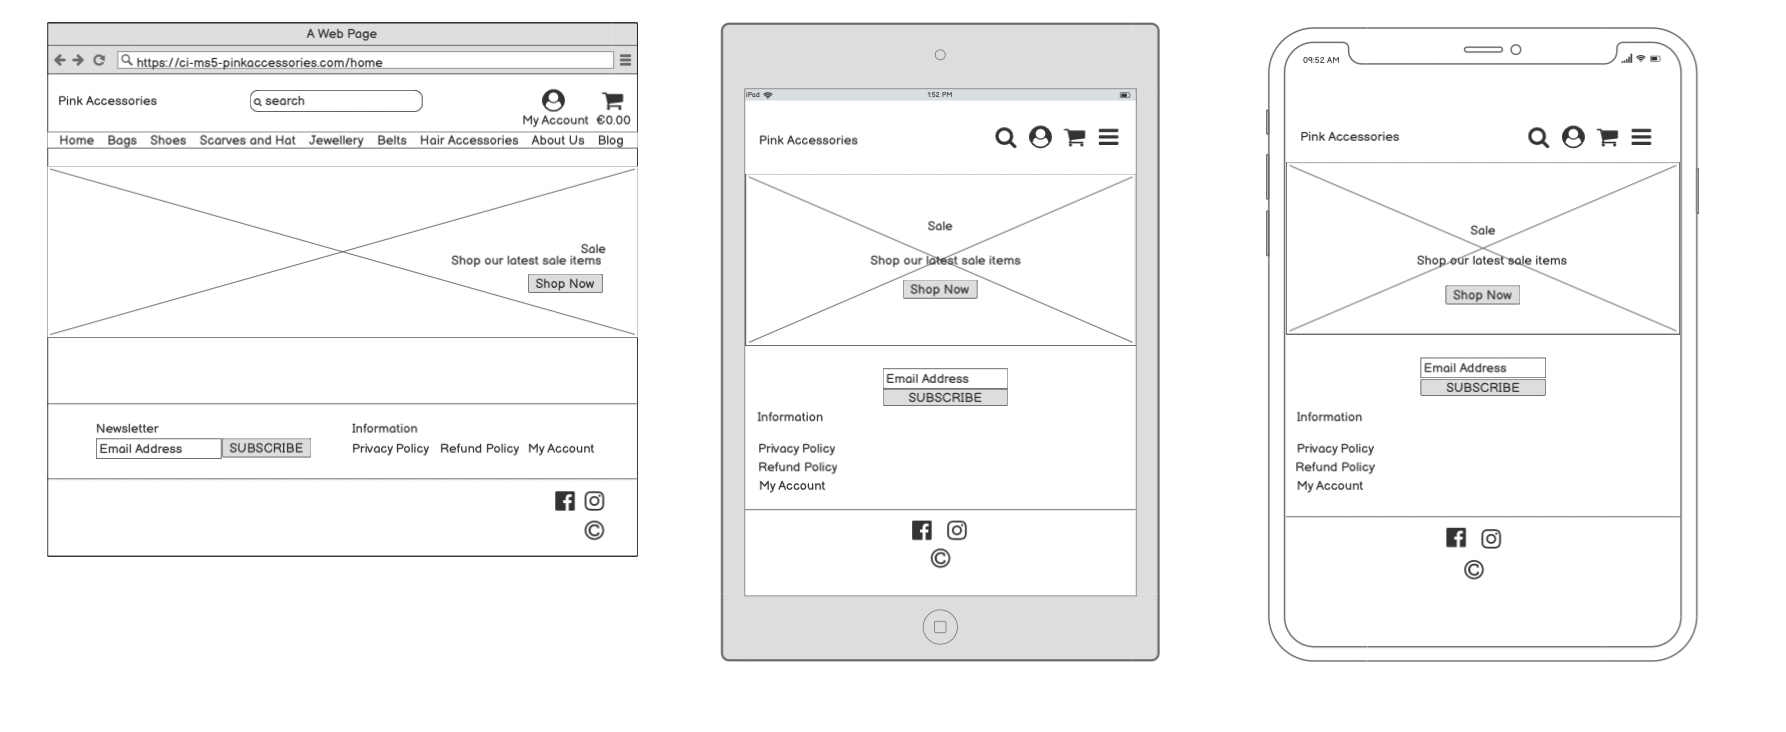 A Web Page
https://ci-ms5-pinkaccessories.com/home
Pink Accessories
search
My Account €0.00
Home Bags Shoes Scarves and Hat Jewellery Belts Hair Accessories About Us Blog
Sale
Shop our latest sale items
Shop Now
Newsletter
Email Address SUBSCRIBE
Information
Privacy Policy Refund Policy My Account
©
iPod 1:52 PM
Pink Accessories
Sale
Shop our latest sale items
Shop Now
Email Address
SUBSCRIBE
Information
Privacy Policy
Refund Policy
My Account
©
09:52 AM
Pink Accessories
Sale
Shop our latest sale items
Shop Now
Email Address
SUBSCRIBE
Information
Privacy Policy
Refund Policy
My Account
©